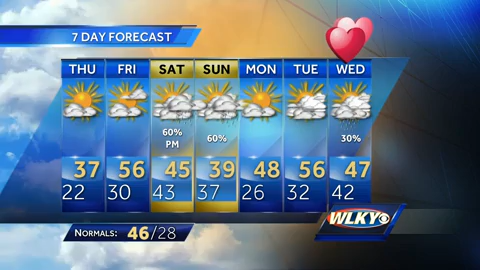 7 DAY FORECAST
THU FRI SAT SUN MON TUE WED
60% PM 60% 30%
37 56 45 39 48 56 47
22 30 43 37 26 32 42
NORMALS: 46/28
WLKY